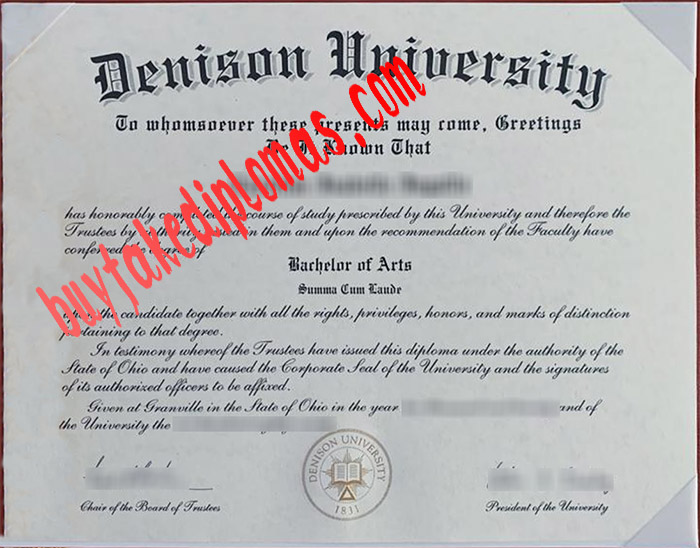 Denison University
To whomsoever these presents may come, Greetings
Be It Known That
has honorably completed the course of study prescribed by this University and therefore the
Trustees by authority vested in them and upon the recommendation of the Faculty have
conferred the degree of
Bachelor of Arts
Summa Cum Laude
upon the candidate together with all the rights, privileges, honors, and marks of distinction
pertaining to that degree.
In testimony whereof the Trustees have issued this diploma under the authority of the
State of Ohio and have caused the Corporate Seal of the University and the signatures
of its authorized officers to be affixed.
Given at Granville in the State of Ohio in the year and of
the University the
DENISON UNIVERSITY
1831
Chair of the Board of Trustees
President of the University
buyfakediplomas.com